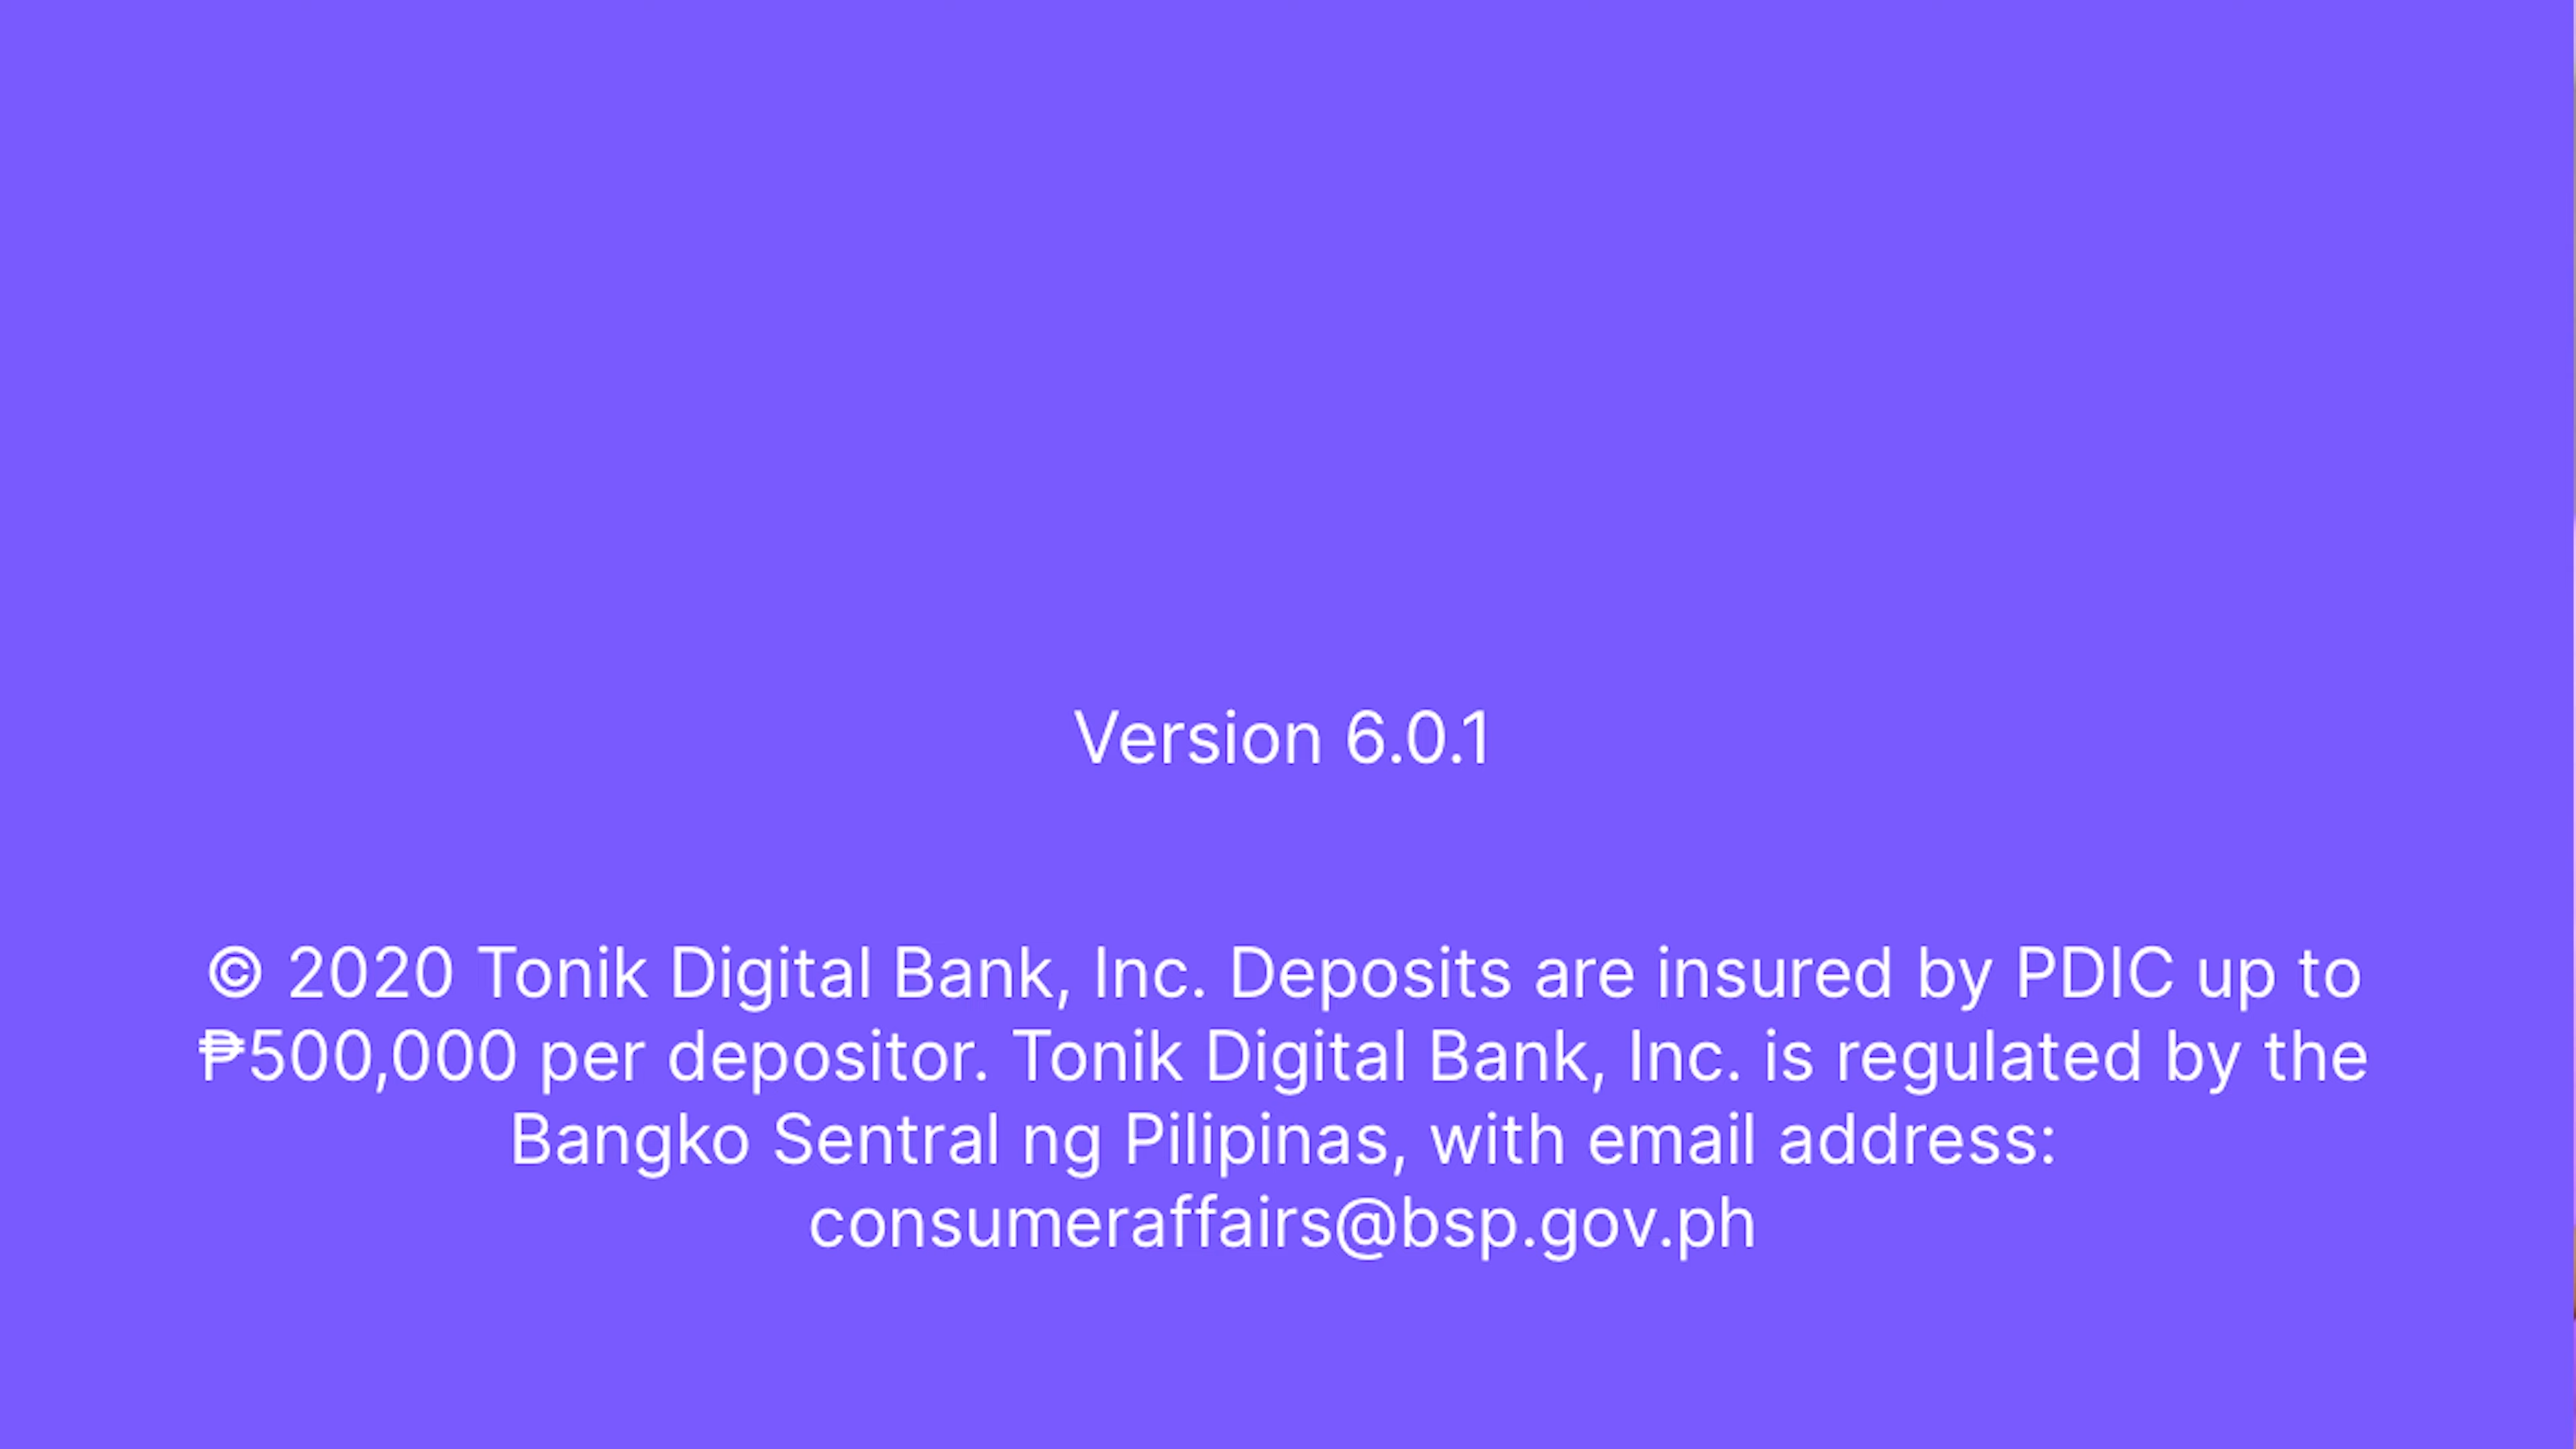 Version 6.0.1
© 2020 Tonik Digital Bank, Inc. Deposits are insured by PDIC up to
₱500,000 per depositor. Tonik Digital Bank, Inc. is regulated by the
Bangko Sentral ng Pilipinas, with email address:
consumeraffairs@bsp.gov.ph